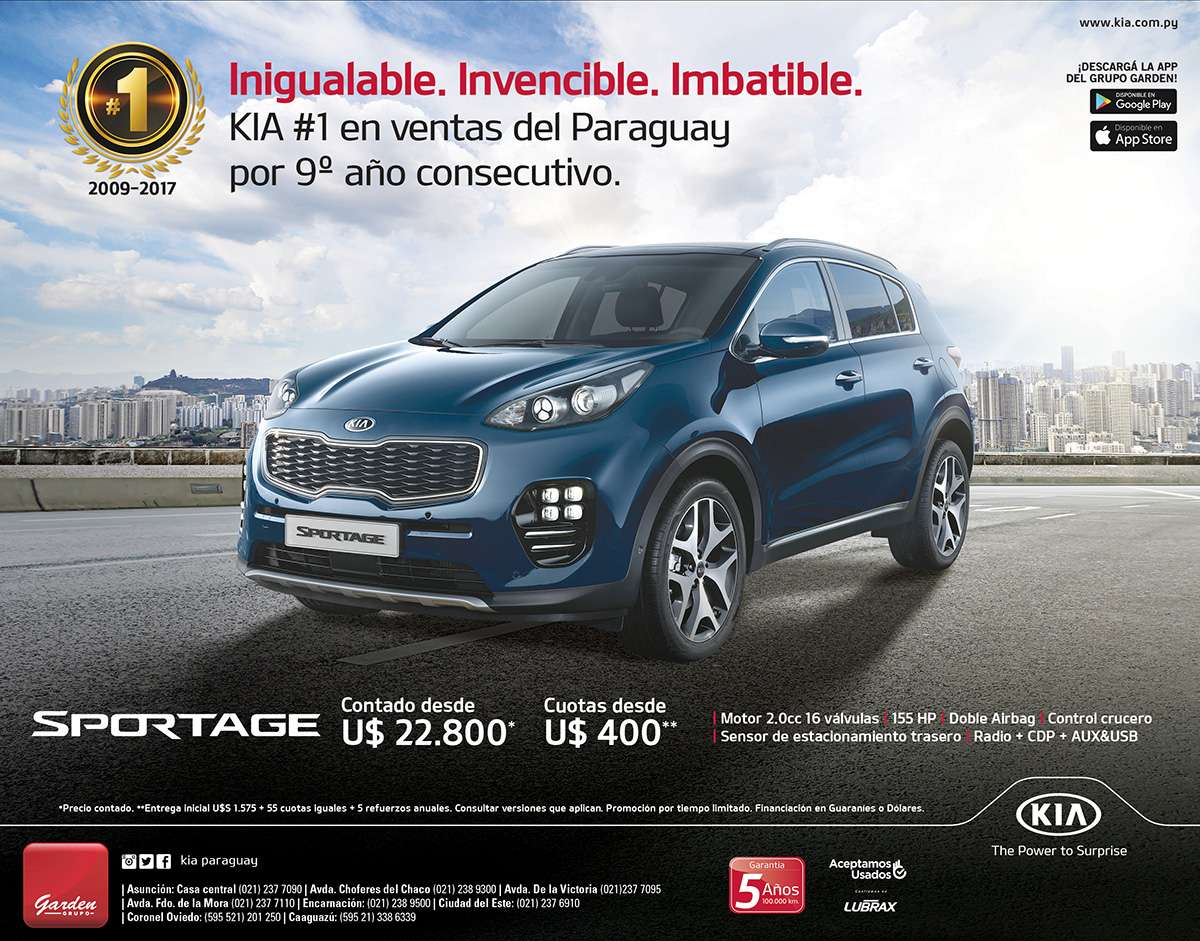 www.kia.com.py
¡DESCARGÁ LA APP
DEL GRUPO GARDEN!
DISPONIBLE EN
Google Play
Disponible en
App Store
#1
2009-2017
Inigualable. Invencible. Imbatible.
KIA #1 en ventas del Paraguay
por 9º año consecutivo.
KIA
SPORTAGE
SPORTAGE
Contado desde
U$ 22.800*
Cuotas desde
U$ 400**
| Motor 2.0cc 16 válvulas | 155 HP | Doble Airbag | Control crucero
| Sensor de estacionamiento trasero | Radio + CDP + AUX&USB
*Precio contado. **Entrega inicial U$S 1.575 + 55 cuotas iguales + 5 refuerzos anuales. Consultar versiones que aplican. Promoción por tiempo limitado. Financiación en Guaraníes o Dólares.
KIA
The Power to Surprise
Garden
GRUPO
kia paraguay
| Asunción: Casa central (021) 237 7090 | Avda. Choferes del Chaco (021) 238 9300 | Avda. De la Victoria (021)237 7095
| Avda. Fdo. de la Mora (021) 237 7110 | Encarnación: (021) 238 9500 | Ciudad del Este: (021) 237 6910
| Coronel Oviedo: (595 521) 201 250 | Caaguazú: (595 21) 338 6339
Garantía
5 Años
100.000 km.
Aceptamos
Usados
LUBRAX